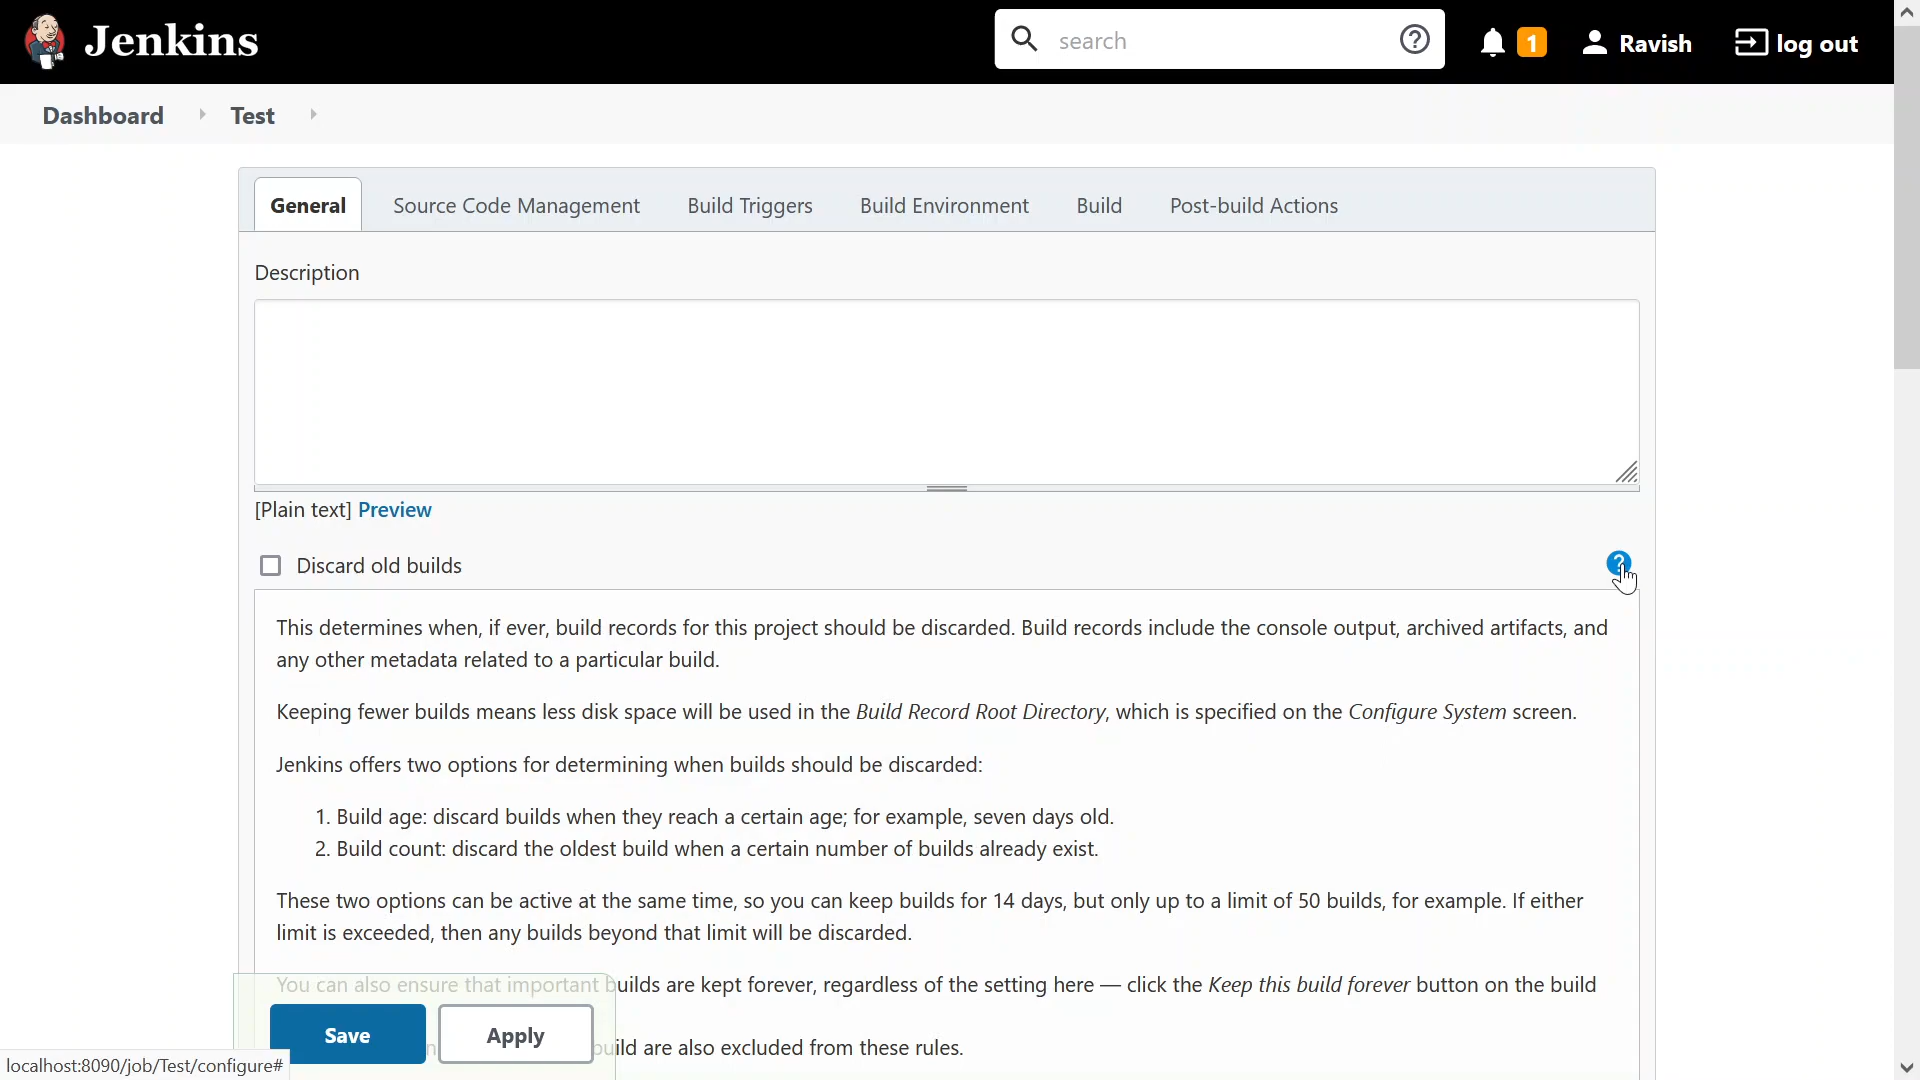 Jenkins
search
1
Ravish
log out
Dashboard
Test
General
Source Code Management
Build Triggers
Build Environment
Build
Post-build Actions
Description
[Plain text] Preview
Discard old builds
?
This determines when, if ever, build records for this project should be discarded. Build records include the console output, archived artifacts, and
any other metadata related to a particular build.
Keeping fewer builds means less disk space will be used in the Build Record Root Directory, which is specified on the Configure System screen.
Jenkins offers two options for determining when builds should be discarded:
1. Build age: discard builds when they reach a certain age; for example, seven days old.
2. Build count: discard the oldest build when a certain number of builds already exist.
These two options can be active at the same time, so you can keep builds for 14 days, but only up to a limit of 50 builds, for example. If either
limit is exceeded, then any builds beyond that limit will be discarded.
You can also ensure that important builds are kept forever, regardless of the setting here — click the Keep this build forever button on the build
Save
Apply
build are also excluded from these rules.
localhost:8090/job/Test/configure#